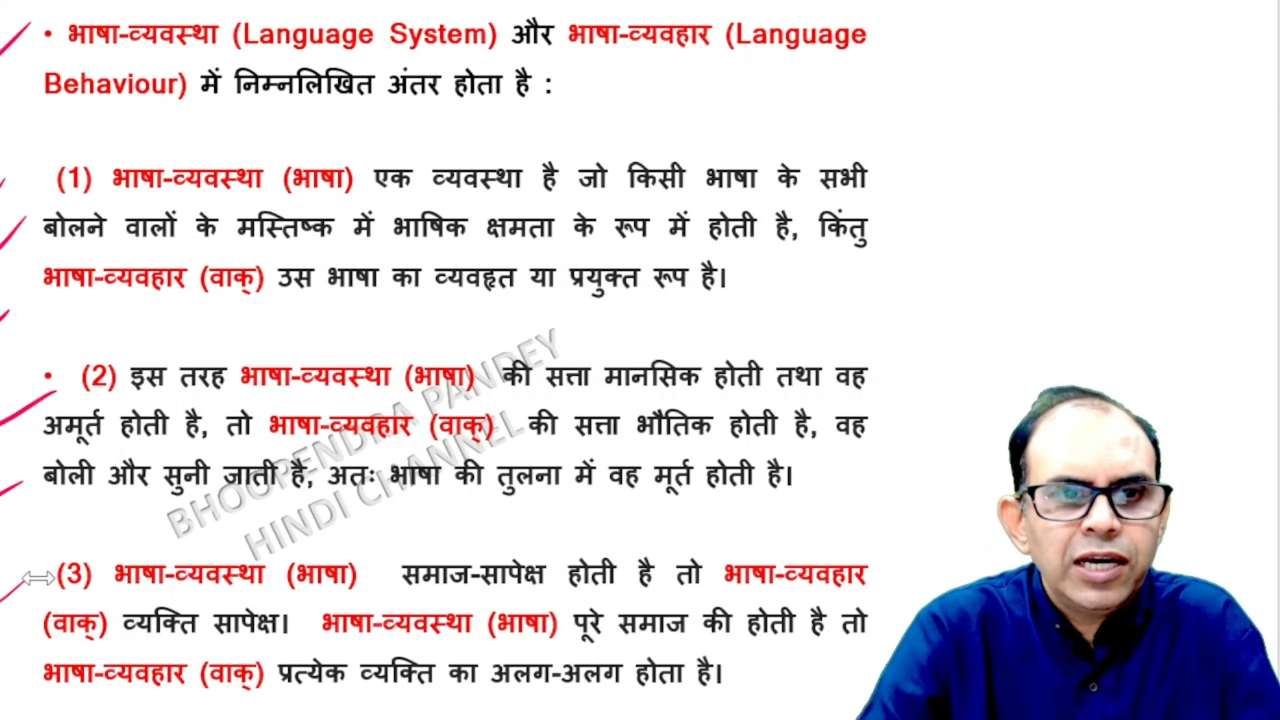 • भाषा-व्यवस्था (Language System) और भाषा-व्यवहार (Language
Behaviour) में निम्नलिखित अंतर होता है :
(1) भाषा-व्यवस्था (भाषा) एक व्यवस्था है जो किसी भाषा के सभी
बोलने वालों के मस्तिष्क में भाषिक क्षमता के रूप में होती है, किंतु
भाषा-व्यवहार (वाक्) उस भाषा का व्यवहृत या प्रयुक्त रूप है।
• (2) इस तरह भाषा-व्यवस्था (भाषा) की सत्ता मानसिक होती तथा वह
अमूर्त होती है, तो भाषा-व्यवहार (वाक्) की सत्ता भौतिक होती है, वह
बोली और सुनी जाती है, अतः भाषा की तुलना में वह मूर्त होती है।
BHOOPENDRA PANDEY
HINDI CHANNEL
(3) भाषा-व्यवस्था (भाषा) समाज-सापेक्ष होती है तो भाषा-व्यवहार
(वाक्) व्यक्ति सापेक्ष। भाषा-व्यवस्था (भाषा) पूरे समाज की होती है तो
भाषा-व्यवहार (वाक्) प्रत्येक व्यक्ति का अलग-अलग होता है।